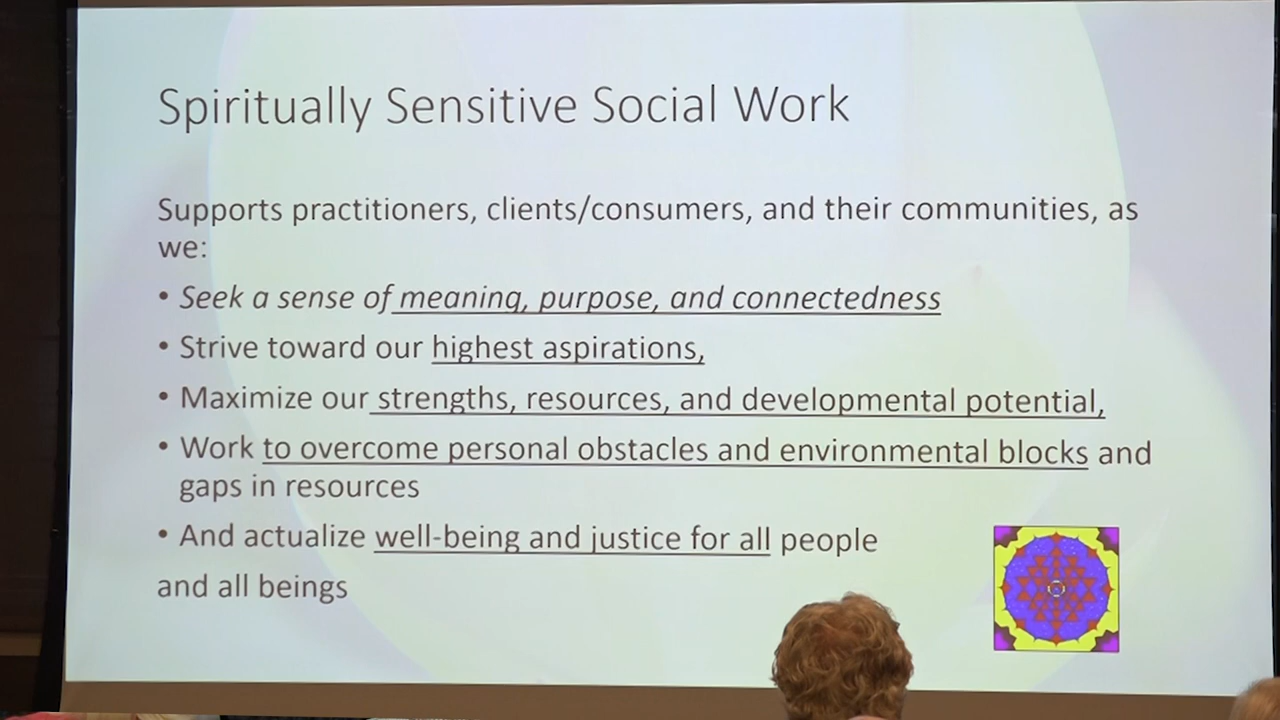 Spiritually Sensitive Social Work
Supports practitioners, clients/consumers, and their communities, as
we:
• Seek a sense of meaning, purpose, and connectedness
• Strive toward our highest aspirations,
• Maximize our strengths, resources, and developmental potential,
• Work to overcome personal obstacles and environmental blocks and
gaps in resources
• And actualize well-being and justice for all people
and all beings